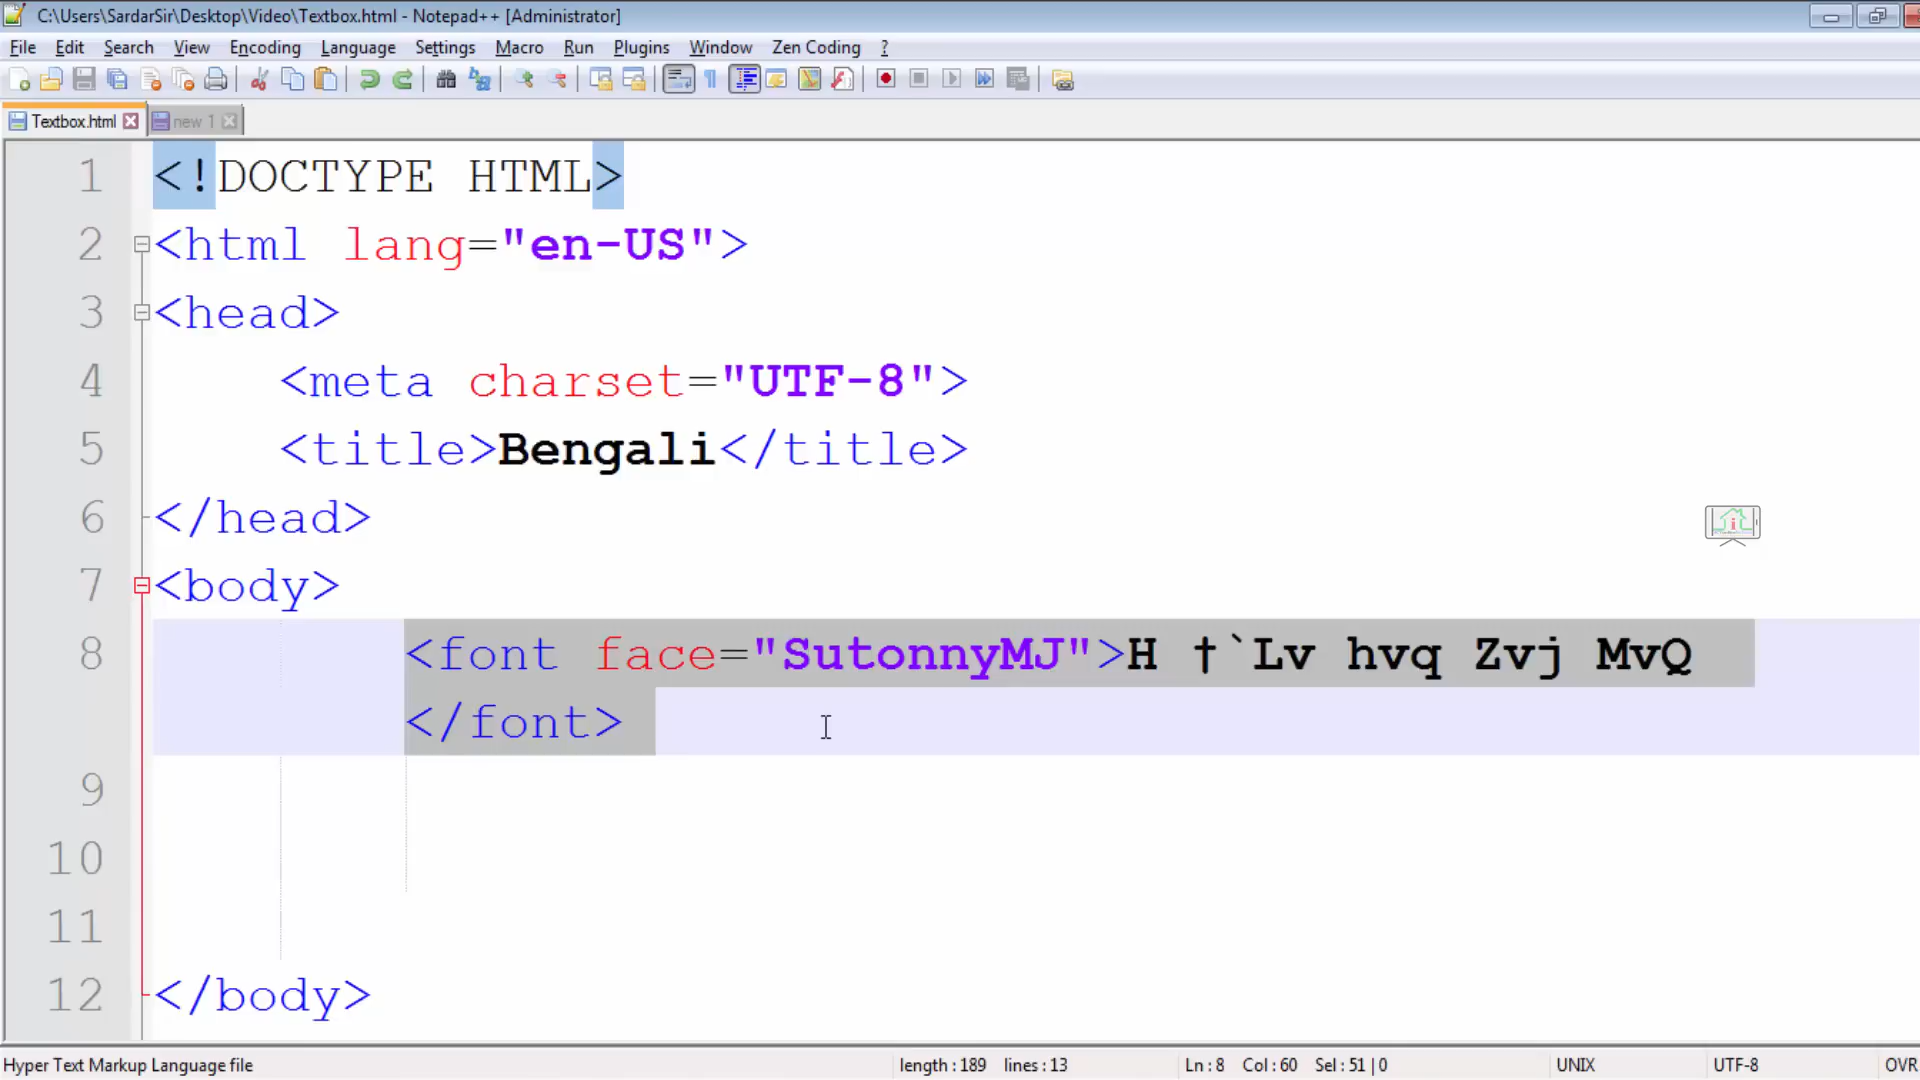 C:\Users\SardarSir\Desktop\Video\Textbox.html - Notepad++ [Administrator]
File Edit Search View Encoding Language Settings Macro Run Plugins Window Zen Coding ?
Textbox.html new 1
1 <!DOCTYPE HTML>
2 <html lang="en-US">
3 <head>
4 <meta charset="UTF-8">
5 <title>Bengali</title>
6 </head>
7 <body>
8 <font face="SutonnyMJ">H †`Lv hvq Zvj MvQ
</font>
9
10
11
12 </body>
Hyper Text Markup Language file length : 189 lines : 13 Ln : 8 Col : 60 Sel : 51 | 0 UNIX UTF-8 OVR